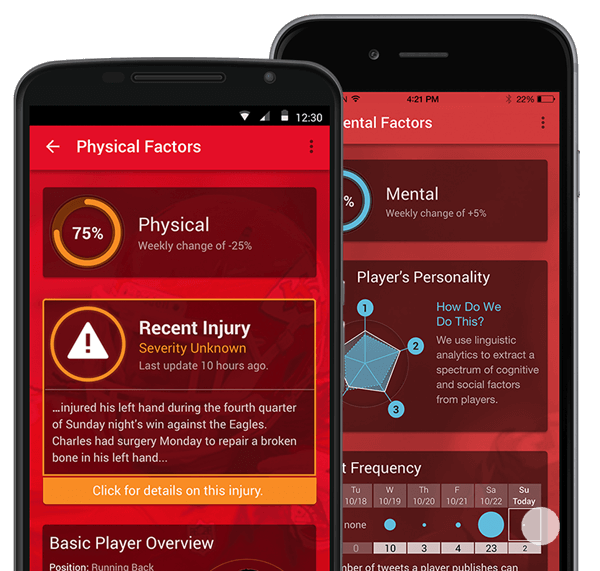 12:30
Physical Factors
75%
Physical
Weekly change of -25%
Recent Injury
Severity Unknown
Last update 10 hours ago.
...injured his left hand during the fourth quarter
of Sunday night's win against the Eagles.
Charles had surgery Monday to repair a broken
bone in his left hand...
Click for details on this injury.
Basic Player Overview
Position: Running Back
4:21 PM
22%
ental Factors
%
Mental
Weekly change of +5%
Player's Personality
1
2
3
How Do We
Do This?
We use linguistic
analytics to extract a
spectrum of cognitive
and social factors
from players.
t Frequency
Tu W Th F Sa Su
10/18 10/19 10/20 10/21 10/22 Today
none
0 10 3 4 23 2
mber of tweets a player publishes can